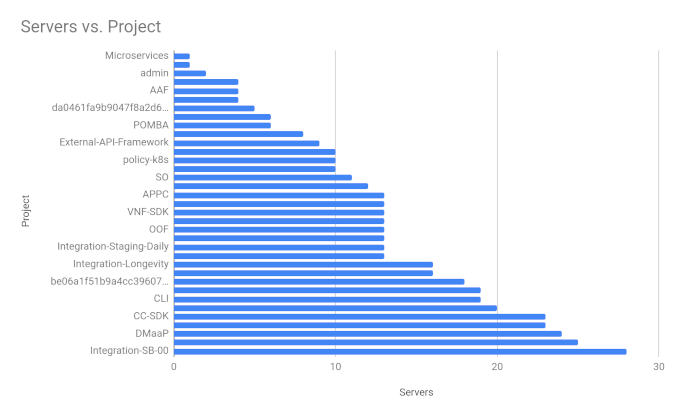 Servers vs. Project
Microservices
admin
AAF
da0461fa9b9047f8a2d6...
POMBA
External-API-Framework
policy-k8s
SO
APPC
VNF-SDK
OOF
Integration-Staging-Daily
Integration-Longevity
be06a1f51b9a4cc39607...
CLI
CC-SDK
DMaaP
Integration-SB-00
Project
0 10 20 30
Servers